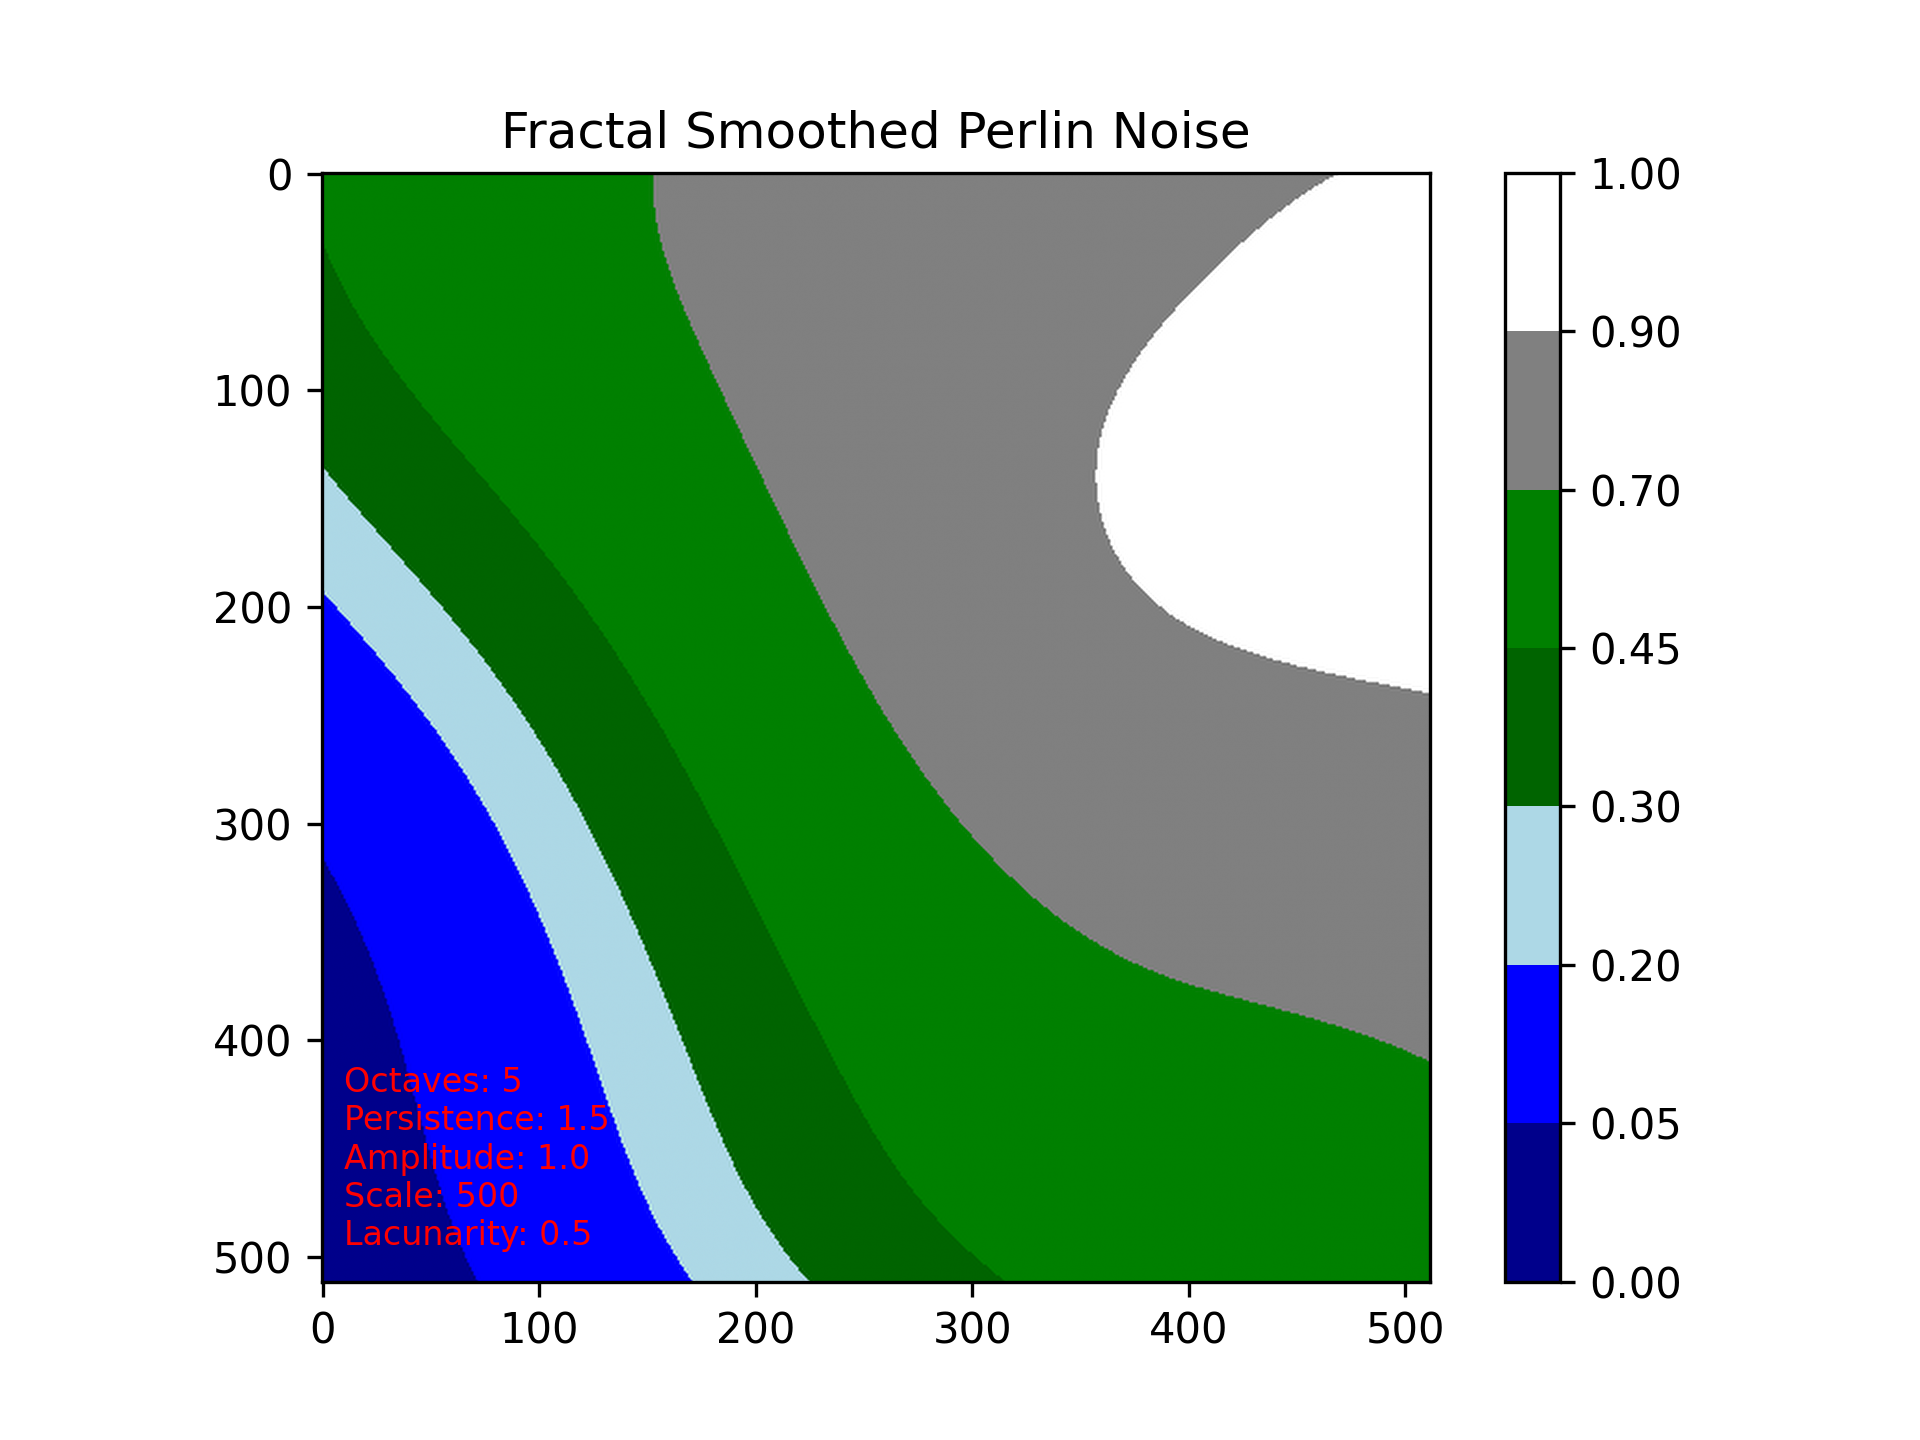 Fractal Smoothed Perlin Noise
0
100
200
300
400
500
0 100 200 300 400 500
Octaves: 5
Persistence: 1.5
Amplitude: 1.0
Scale: 500
Lacunarity: 0.5
1.00
0.90
0.70
0.45
0.30
0.20
0.05
0.00